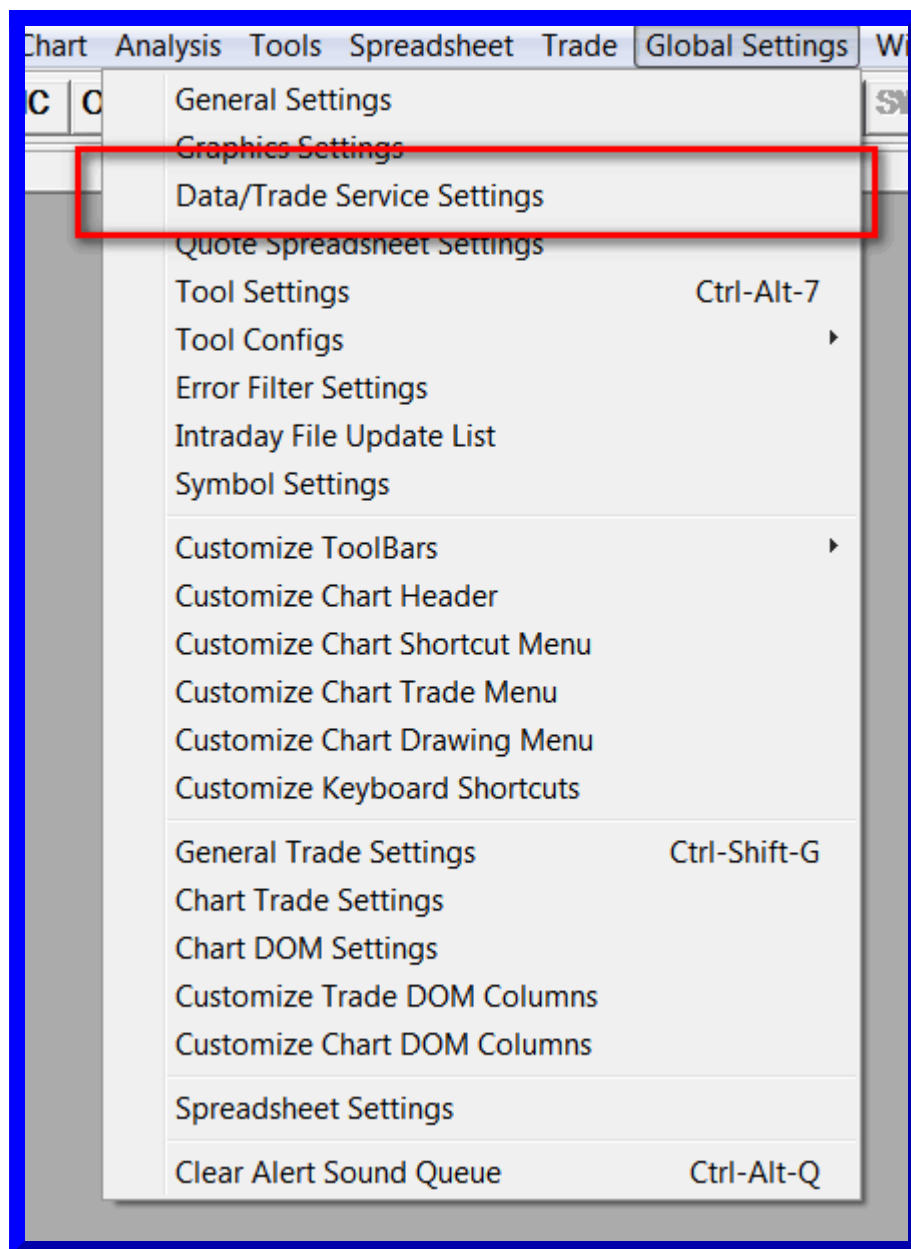 Chart Analysis Tools Spreadsheet Trade Global Settings
General Settings
Graphics Settings
Data/Trade Service Settings
Quote Spreadsheet Settings
Tool Settings Ctrl-Alt-7
Tool Configs
Error Filter Settings
Intraday File Update List
Symbol Settings
Customize ToolBars
Customize Chart Header
Customize Chart Shortcut Menu
Customize Chart Trade Menu
Customize Chart Drawing Menu
Customize Keyboard Shortcuts
General Trade Settings Ctrl-Shift-G
Chart Trade Settings
Chart DOM Settings
Customize Trade DOM Columns
Customize Chart DOM Columns
Spreadsheet Settings
Clear Alert Sound Queue Ctrl-Alt-Q